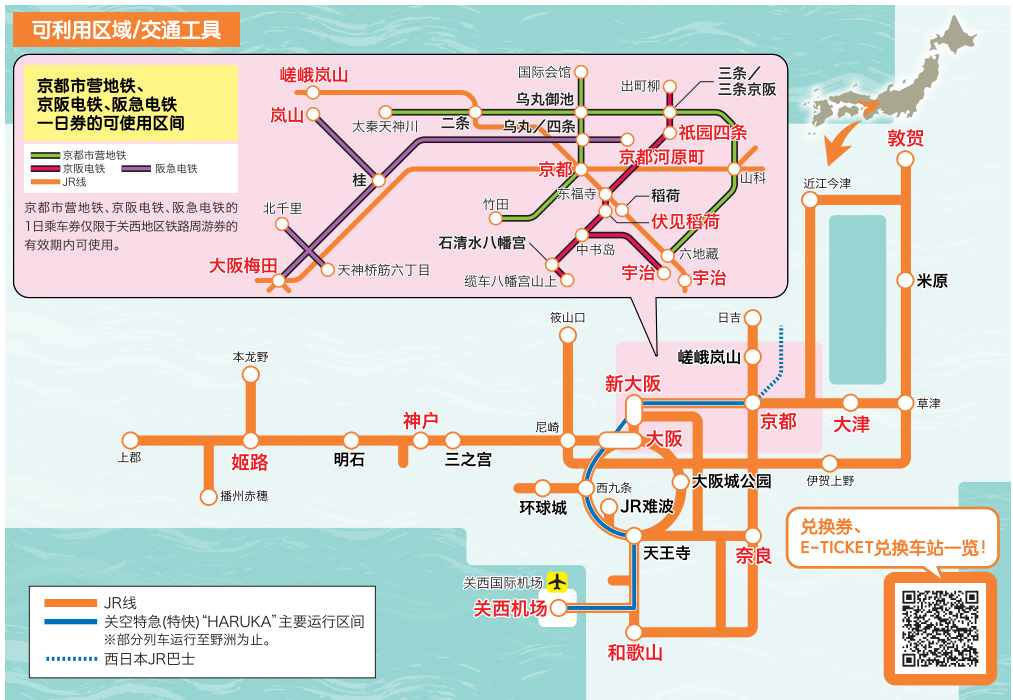 可利用区域/交通工具
京都市营地铁、
京阪电铁、阪急电铁
一日券的可使用区间
京都市营地铁
京阪电铁 阪急电铁
JR线
京都市营地铁、京阪电铁、阪急电铁的
1日乘车券仅限于关西地区铁路周游券的
有效期内可使用。
嵯峨岚山
岚山
太秦天神川
二条
国际会馆
乌丸御池
乌丸／四条
出町柳
三条／
三条京阪
祇园四条
京都河原町
京都
山科
桂
东福寺
稻荷
竹田
伏见稻荷
北千里
石清水八幡宫
中书岛
六地藏
大阪梅田
天神桥筋六丁目
缆车八幡宫山上
宇治
宇治
敦贺
近江今津
米原
筱山口
日吉
嵯峨岚山
本龙野
新大阪
京都
大津
草津
神户
尼崎
大阪
上郡
姬路
明石
三之宫
伊贺上野
播州赤穗
环球城
西九条
大阪城公园
JR难波
天王寺
奈良
兑换券、
E-TICKET兑换车站一览!
关西国际机场
关西机场
和歌山
JR线
关空特急(特快)“HARUKA”主要运行区间
※部分列车运行至野洲为止。
西日本JR巴士